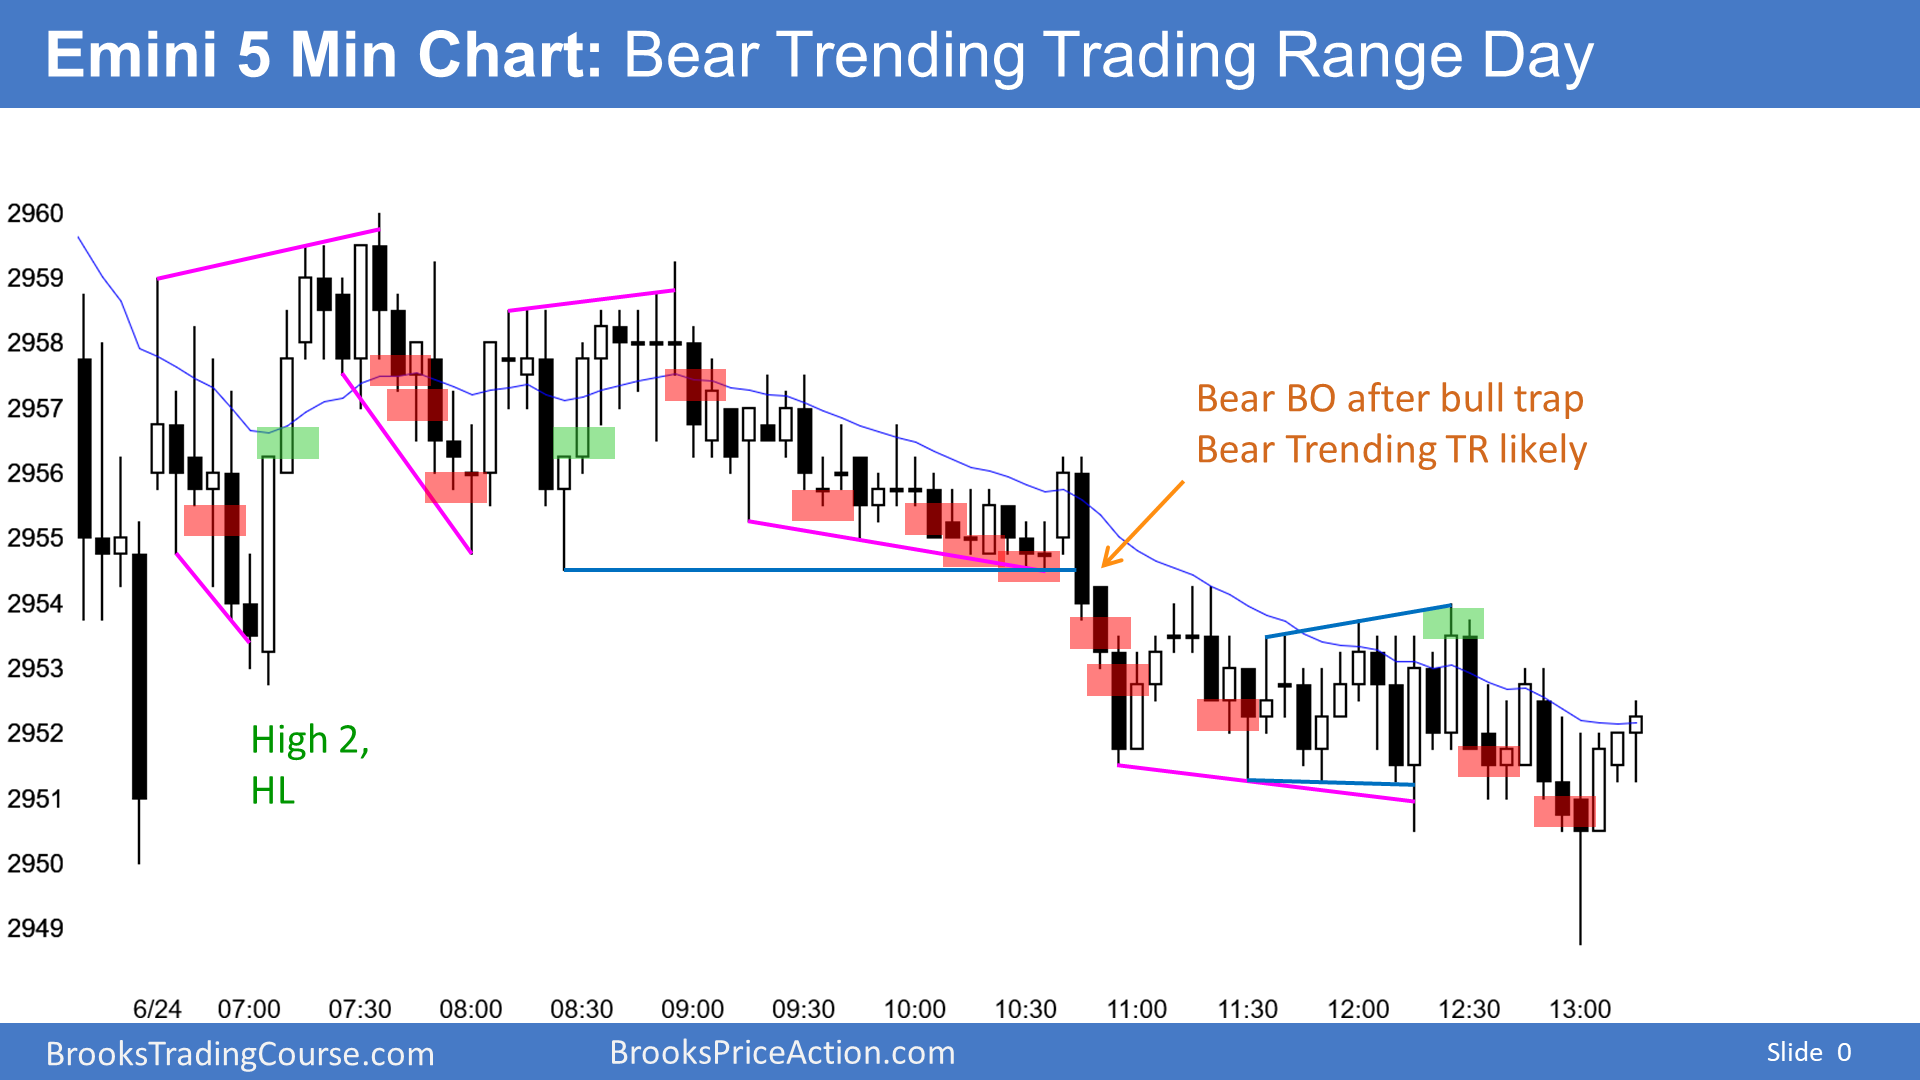 Emini 5 Min Chart: Bear Trending Trading Range Day
2960
2959
2958
2957
2956
2955
2954
2953
2952
2951
2950
2949
Bear BO after bull trap
Bear Trending TR likely
High 2,
HL
6/24 07:00 07:30 08:00 08:30 09:00 09:30 10:00 10:30 11:00 11:30 12:00 12:30 13:00
BrooksTradingCourse.com BrooksPriceAction.com Slide 0